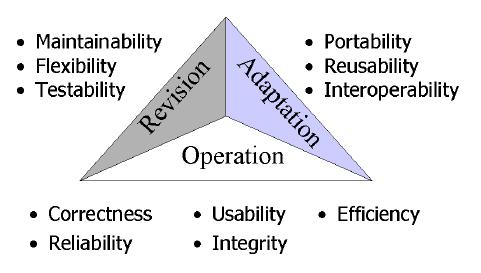 • Maintainability
• Flexibility
• Testability
• Portability
• Reusability
• Interoperability
Revision
Adaptation
Operation
• Correctness • Usability • Efficiency
• Reliability • Integrity